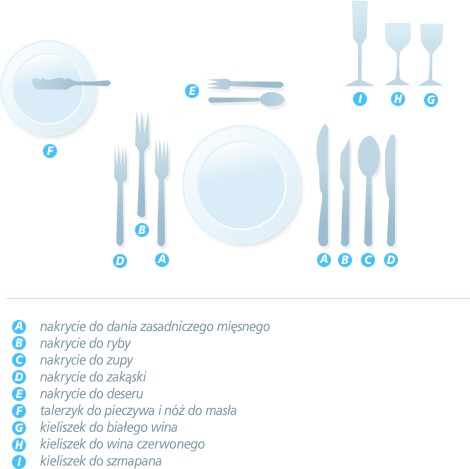 I H G
E
F
B
D A
A B C D
A nakrycie do dania zasadniczego mięsnego
B nakrycie do ryby
C nakrycie do zupy
D nakrycie do zakąski
E nakrycie do deseru
F talerzyk do pieczywa i nóż do masła
G kieliszek do białego wina
H kieliszek do wina czerwonego
I kieliszek do szmapana